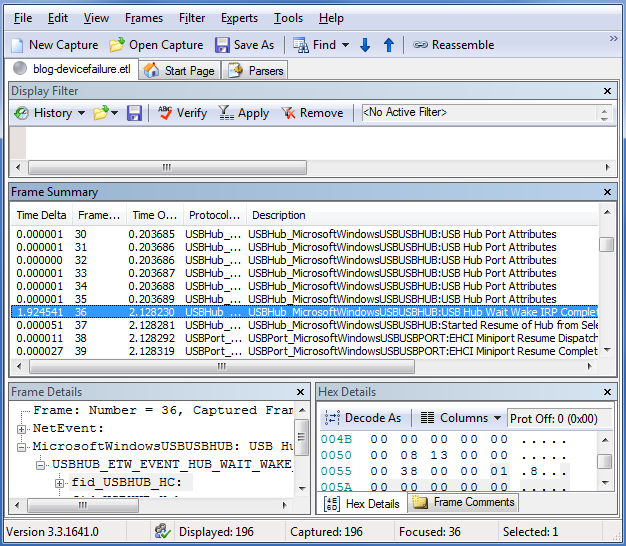 File Edit View Frames Filter Experts Tools Help
New Capture Open Capture Save As Find Reassemble »
blog-devicefailure.etl Start Page Parsers
Display Filter
History ABC Verify Apply Remove <No Active Filter>
Frame Summary
Time Delta Frame... Time O... Protocol... Description
0.000001 30 0.203685 USBHub_... USBHub_MicrosoftWindowsUSBUSBHUB:USB Hub Port Attributes
0.000001 31 0.203686 USBHub_... USBHub_MicrosoftWindowsUSBUSBHUB:USB Hub Port Attributes
0.000000 32 0.203686 USBHub_... USBHub_MicrosoftWindowsUSBUSBHUB:USB Hub Port Attributes
0.000001 33 0.203687 USBHub_... USBHub_MicrosoftWindowsUSBUSBHUB:USB Hub Port Attributes
0.000001 34 0.203688 USBHub_... USBHub_MicrosoftWindowsUSBUSBHUB:USB Hub Port Attributes
0.000001 35 0.203689 USBHub_... USBHub_MicrosoftWindowsUSBUSBHUB:USB Hub Port Attributes
1.924541 36 2.128230 USBHub_... USBHub_MicrosoftWindowsUSBUSBHUB:USB Hub Wait Wake IRP Complet
0.000051 37 2.128281 USBHub_... USBHub_MicrosoftWindowsUSBUSBHUB:Started Resume of Hub from Sele
0.000011 38 2.128292 USBPort_... USBPort_MicrosoftWindowsUSBUSBPORT:EHCI Miniport Resume Dispatch
0.000027 39 2.128319 USBPort_... USBPort_MicrosoftWindowsUSBUSBPORT:EHCI Miniport Resume Complet
Frame Details
Frame: Number = 36, Captured Fram
NetEvent:
MicrosoftWindowsUSBUSBHUB: USB Hu
USBHUB_ETW_EVENT_HUB_WAIT_WAKE_
fid_USBHUB_HC:
Hex Details
Decode As Columns Prot Off: 0 (0x00)
004B 00 00 00 00 00 .....
0050 00 08 13 00 00 .....
0055 00 38 00 00 01 .8...
005A 00 00 00 00 00 .....
Hex Details Frame Comments
Version 3.3.1641.0 Displayed: 196 Captured: 196 Focused: 36 Selected: 1